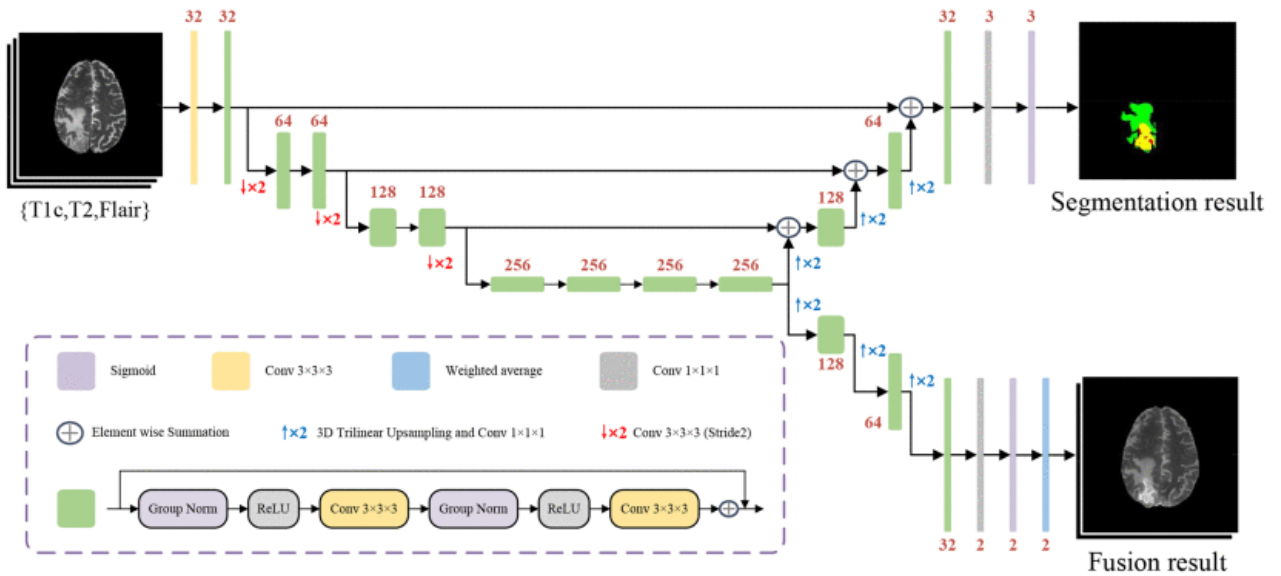 32 32 32 3 3
64 64 64
↓×2 ↑×2
{T1c,T2,Flair}
Segmentation result
128 128 128
↓×2 ↑×2
256 256 256 256
↓×2 ↑×2
↑×2
128
↑×2
64
↑×2
32 2 2 2
Fusion result
Sigmoid Conv 3×3×3 Weighted average Conv 1×1×1
Element wise Summation ↑×2 3D Trilinear Upsampling and Conv 1×1×1 ↓×2 Conv 3×3×3 (Stride2)
Group Norm ReLU Conv 3×3×3 Group Norm ReLU Conv 3×3×3